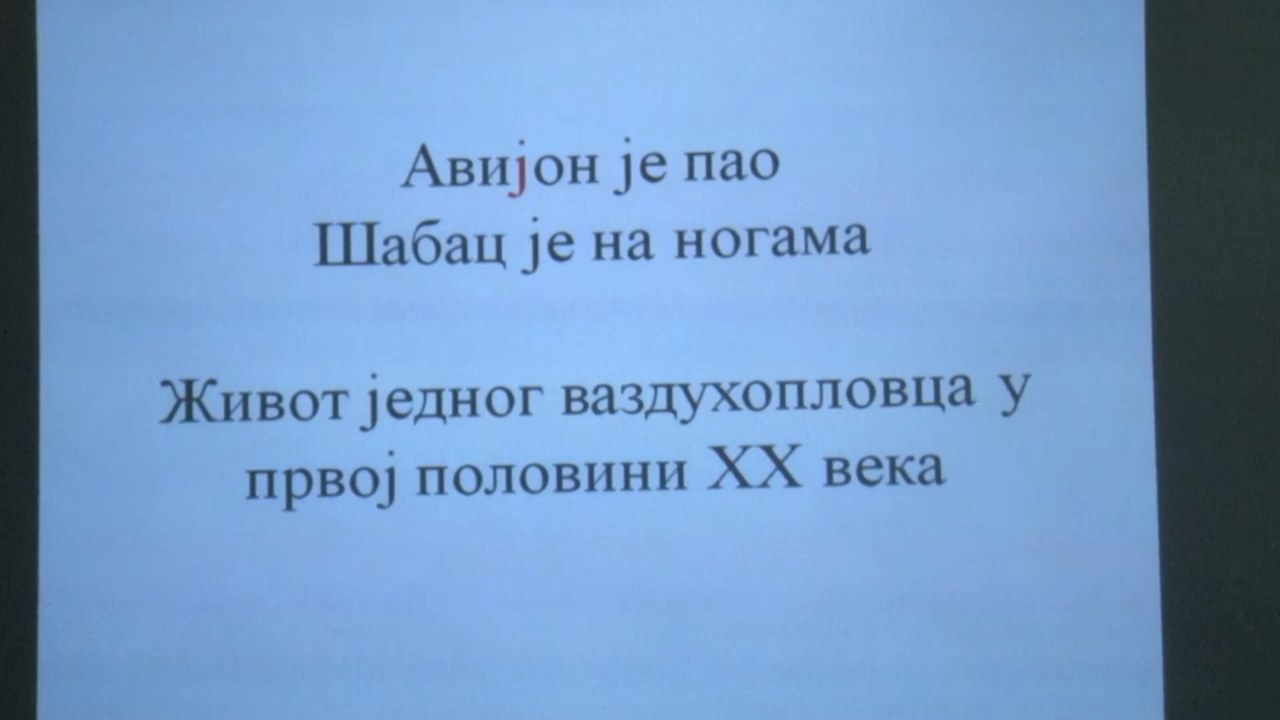 Авијон је пао
Шабац је на ногама
Живот једног ваздухопловца у
првој половини XX века